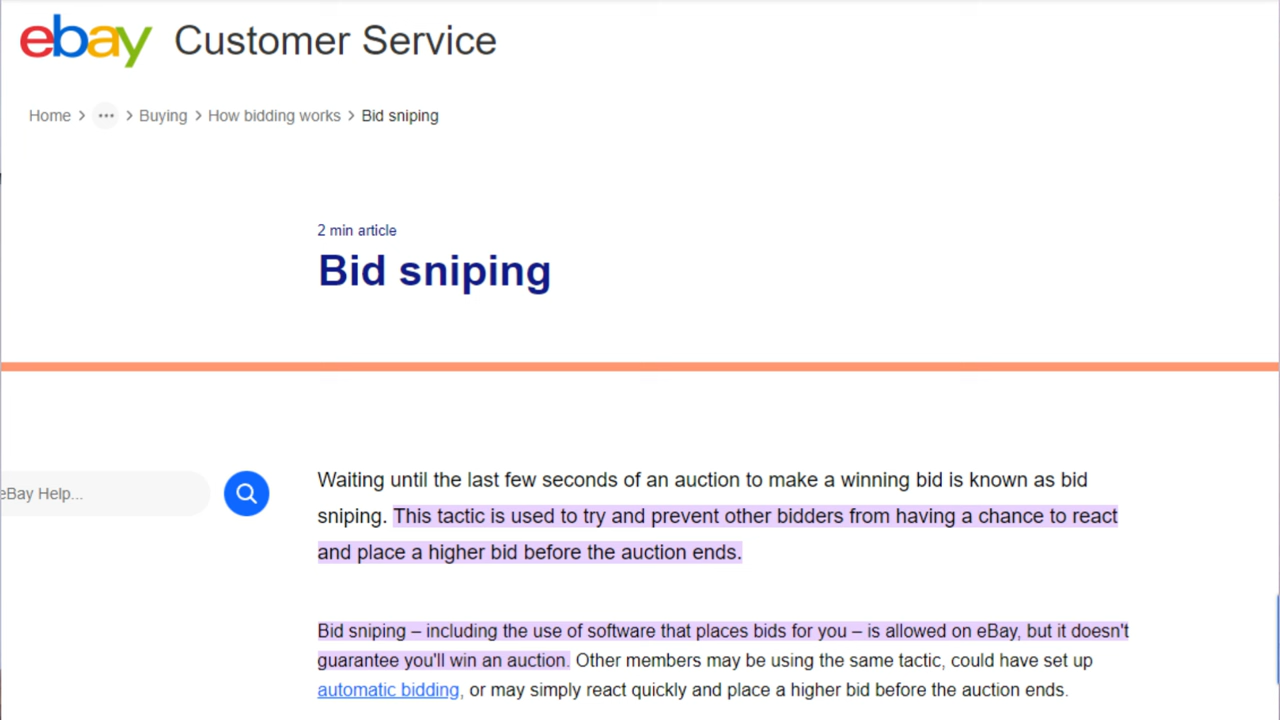 ebay Customer Service
Home > ... > Buying > How bidding works > Bid sniping
2 min article
Bid sniping
eBay Help...
Waiting until the last few seconds of an auction to make a winning bid is known as bid
sniping. This tactic is used to try and prevent other bidders from having a chance to react
and place a higher bid before the auction ends.
Bid sniping – including the use of software that places bids for you – is allowed on eBay, but it doesn't
guarantee you'll win an auction. Other members may be using the same tactic, could have set up
automatic bidding, or may simply react quickly and place a higher bid before the auction ends.